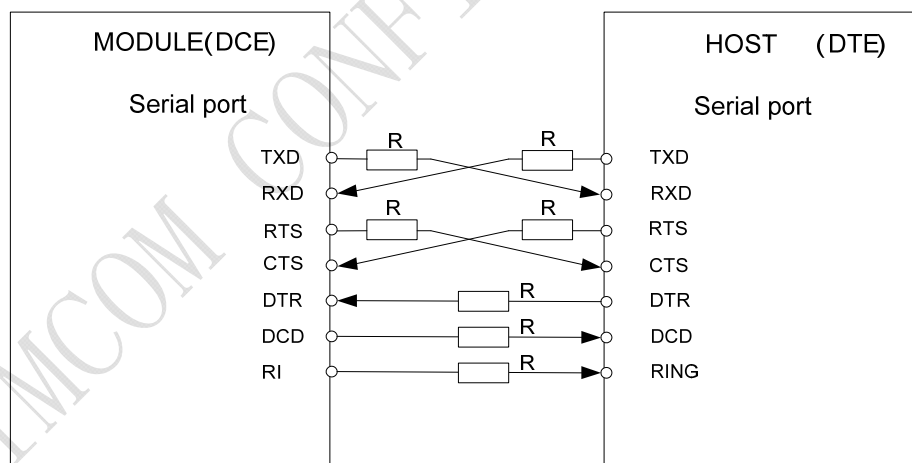 MODULE(DCE)
HOST (DTE)
Serial port
Serial port
TXD
R
R
TXD
RXD
RXD
RTS
R
R
RTS
CTS
CTS
DTR
R
DTR
DCD
R
DCD
RI
R
RING